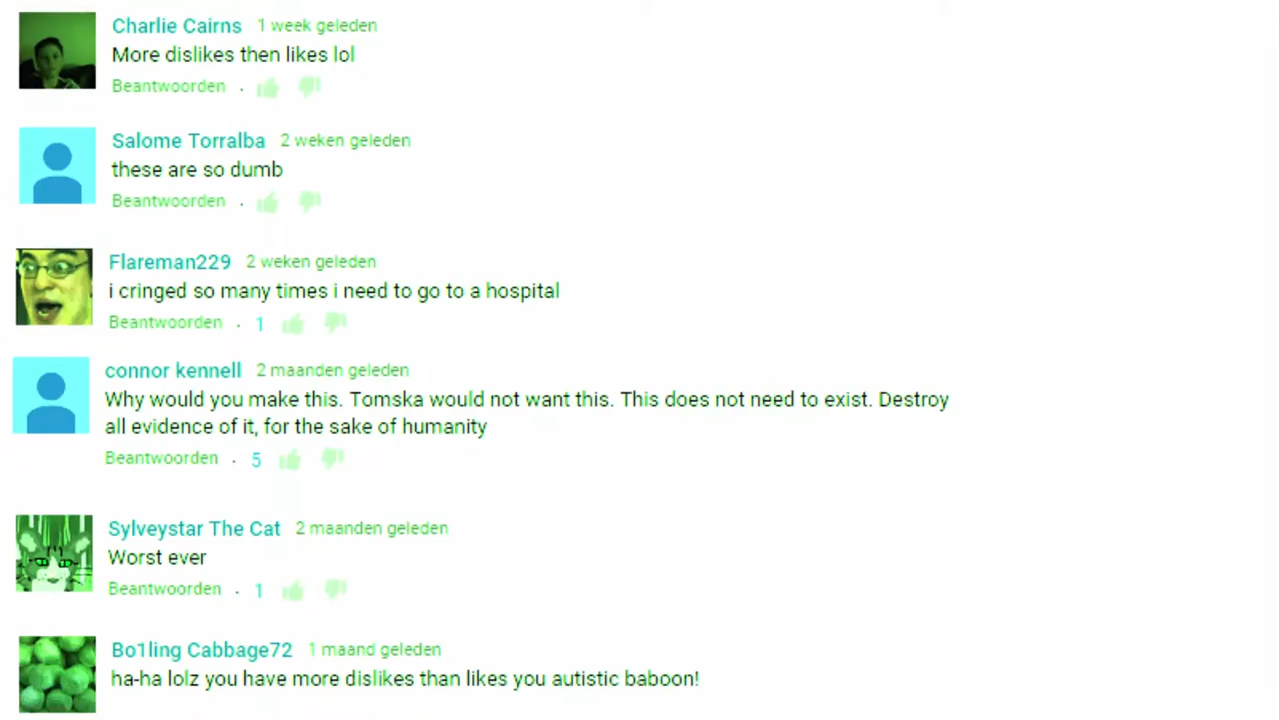 Charlie Cairns 1 week geleden
More dislikes then likes lol
Beantwoorden .
Salome Torralba 2 weken geleden
these are so dumb
Beantwoorden .
Flareman229 2 weken geleden
i cringed so many times i need to go to a hospital
Beantwoorden . 1
connor kennell 2 maanden geleden
Why would you make this. Tomska would not want this. This does not need to exist. Destroy
all evidence of it, for the sake of humanity
Beantwoorden . 5
Sylveystar The Cat 2 maanden geleden
Worst ever
Beantwoorden . 1
Bo1ling Cabbage72 1 maand geleden
ha-ha lolz you have more dislikes than likes you autistic baboon!